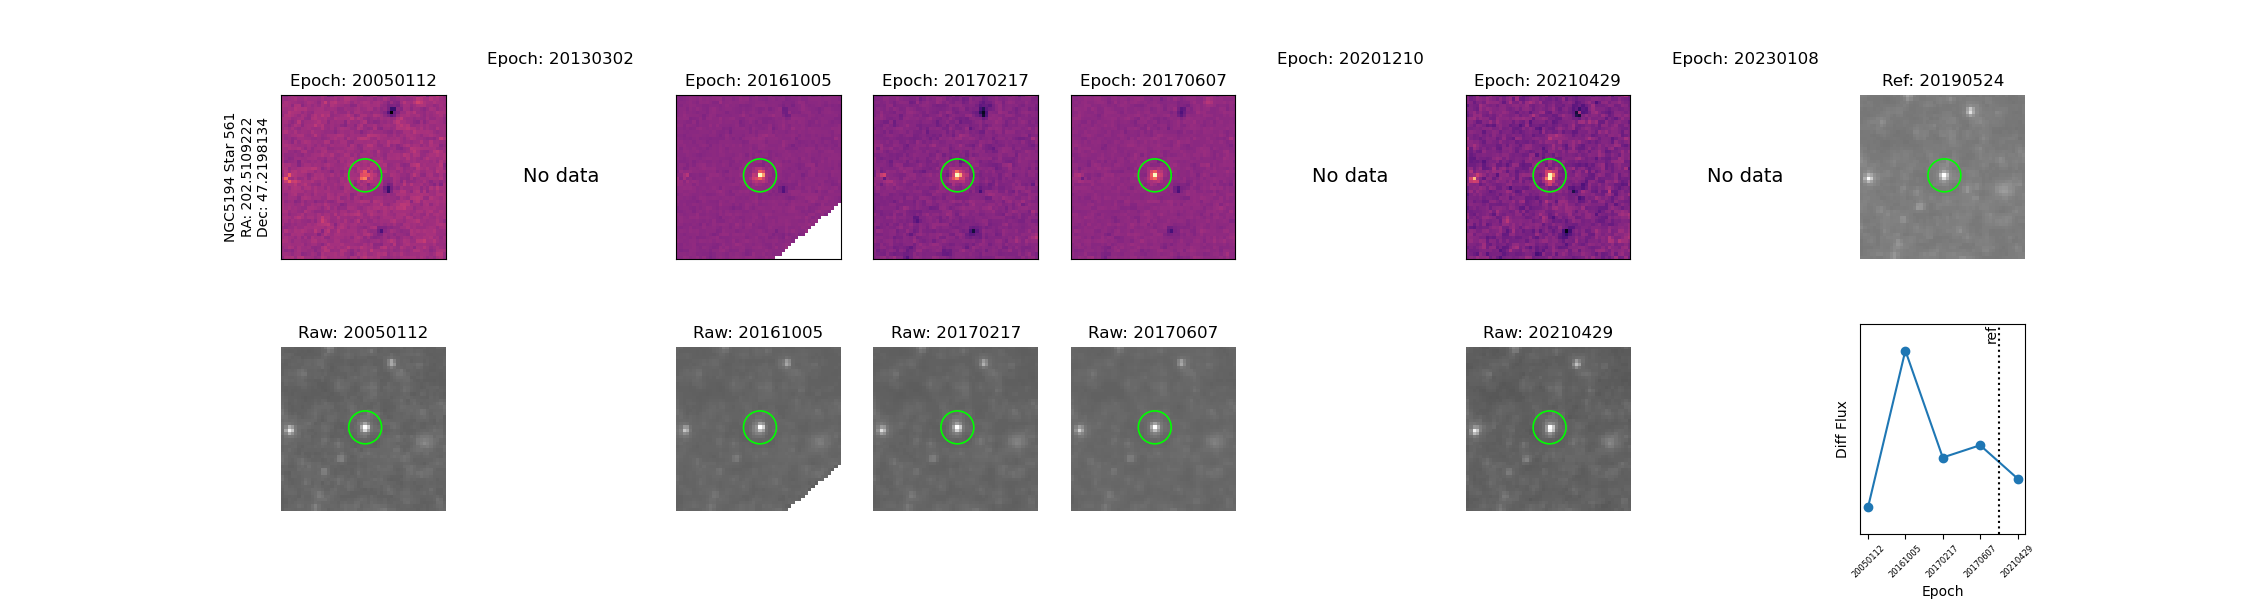 NGC5194 Star 561
RA: 202.5109222
Dec: 47.2198134
Epoch: 20050112
Epoch: 20130302
No data
Epoch: 20161005
Epoch: 20170217
Epoch: 20170607
Epoch: 20201210
No data
Epoch: 20210429
Epoch: 20230108
No data
Ref: 20190524
Raw: 20050112
Raw: 20161005
Raw: 20170217
Raw: 20170607
Raw: 20210429
ref
Diff Flux
20050112
20161005
20170217
20170607
20210429
Epoch